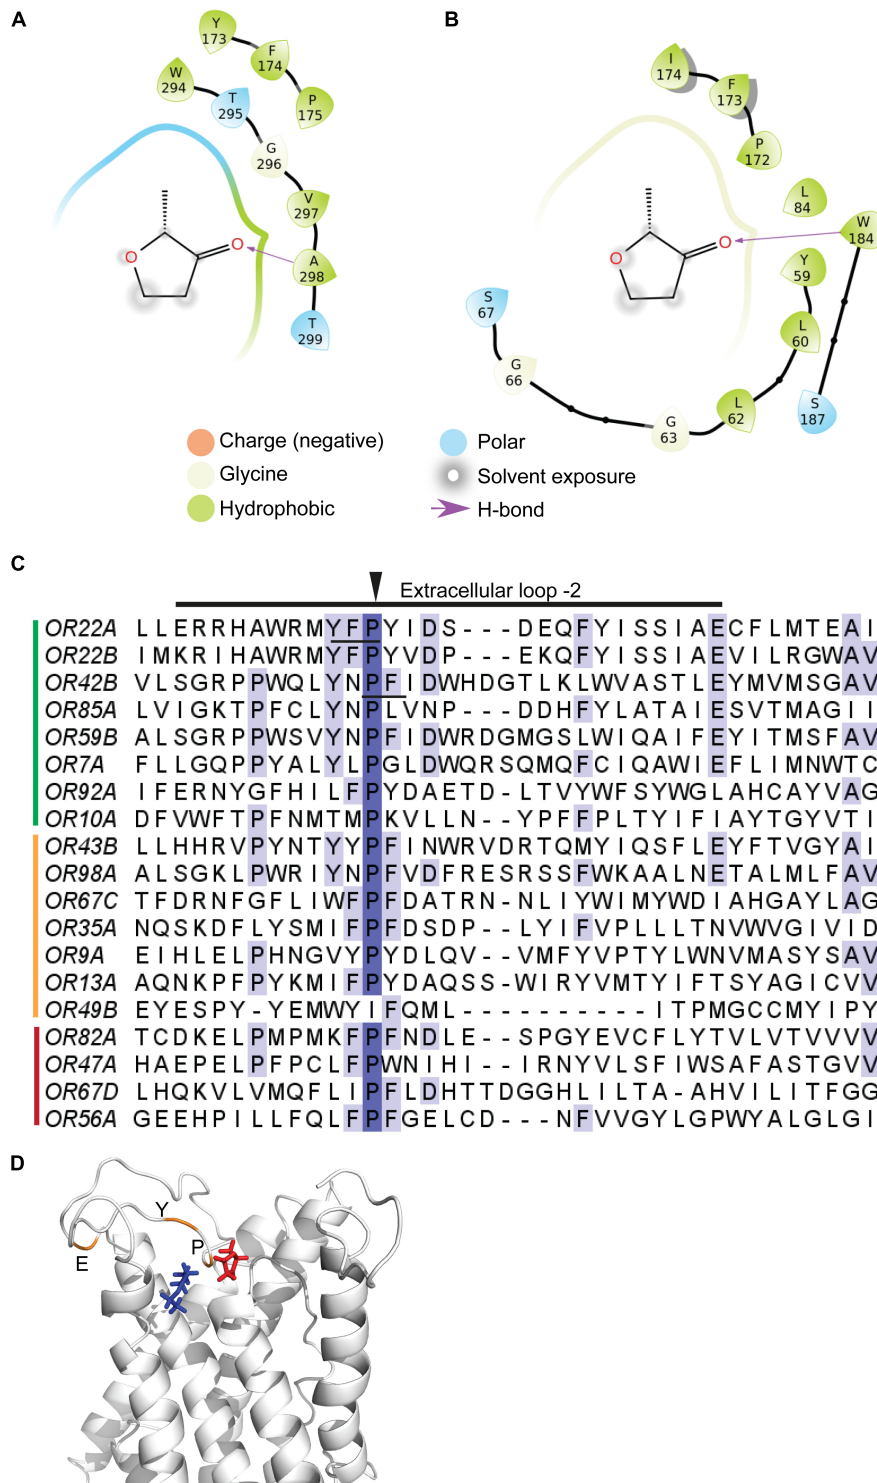 A
B
Y
173
F
174
P
175
W
294
T
295
G
296
V
297
A
298
T
299
O
O
I
174
F
173
P
172
L
84
W
184
Y
59
L
60
L
62
G
63
G
66
S
67
S
187
O
O
Charge (negative)
Glycine
Hydrophobic
Polar
Solvent exposure
H-bond
C
Extracellular loop -2
OR22A LLERRHAWRMYFPYIDS---DEQFYISSIAECFLMTEAI
OR22B IMKRIHAWRMYFPYVDP---EKQFYISSIAEVILRGWAV
OR42B VLSGRPPWQLYNPFIDWHDGTLKLWVASTLEYMVMSGAV
OR85A LVIGKTPFCLYNPLVNP---DDHFYLATAIESVTMAGII
OR59B ALSGRPPWSVYNPFIDWRDGMGSLWIQAIFEYITMSFAV
OR7A FLLGQPPYALYLPGLDWQRSQMQFCIQAWIEFLIMNWTC
OR92A IFERNYGFHILFPYDAETD-LTVYWFSYWGLAHCAYVAG
OR10A DFVWFTPFNMTMPKVLLN--YPFFPLTYIFIAYTGYVTI
OR43B LLHHRVPYNTYYPFINWRVDRTQMYIQSFLEYFTVGYAI
OR98A ALSGKLPWRIYNPFVDFRESRSSFWKAALNETALMLFAV
OR67C TFDRNFGFLIWFPFDATRN-NLIYWIMYWDIAHGAYLAG
OR35A NQSKDFLYSMIFPFDSDP--LYIFVPLLLTNVWVGIVID
OR9A EIHLELPHNGVYPYDLQV--VMFYVPTYLWNVMASYSAV
OR13A AQNKPFPYKMIFPYDAQSS-WIRYVMTYIFTSYAGICVV
OR49B EYESPY-YEMWYIFQML----------ITPMGCCMYIPY
OR82A TCDKELPMPMKFPFNDLE--SPGYEVCFLYTVLVTVVVV
OR47A HAEPELPFPCLFPWNIHI--IRNYVLSFIWSAFASTGVV
OR67D LHQKVLVMQFLIPFLDHTTDGGHLILTA-AHVILITFGG
OR56A GEEHPILLFQLFPFGELCD---NFVVGYLGPWYALGLGI
D
E
Y
P